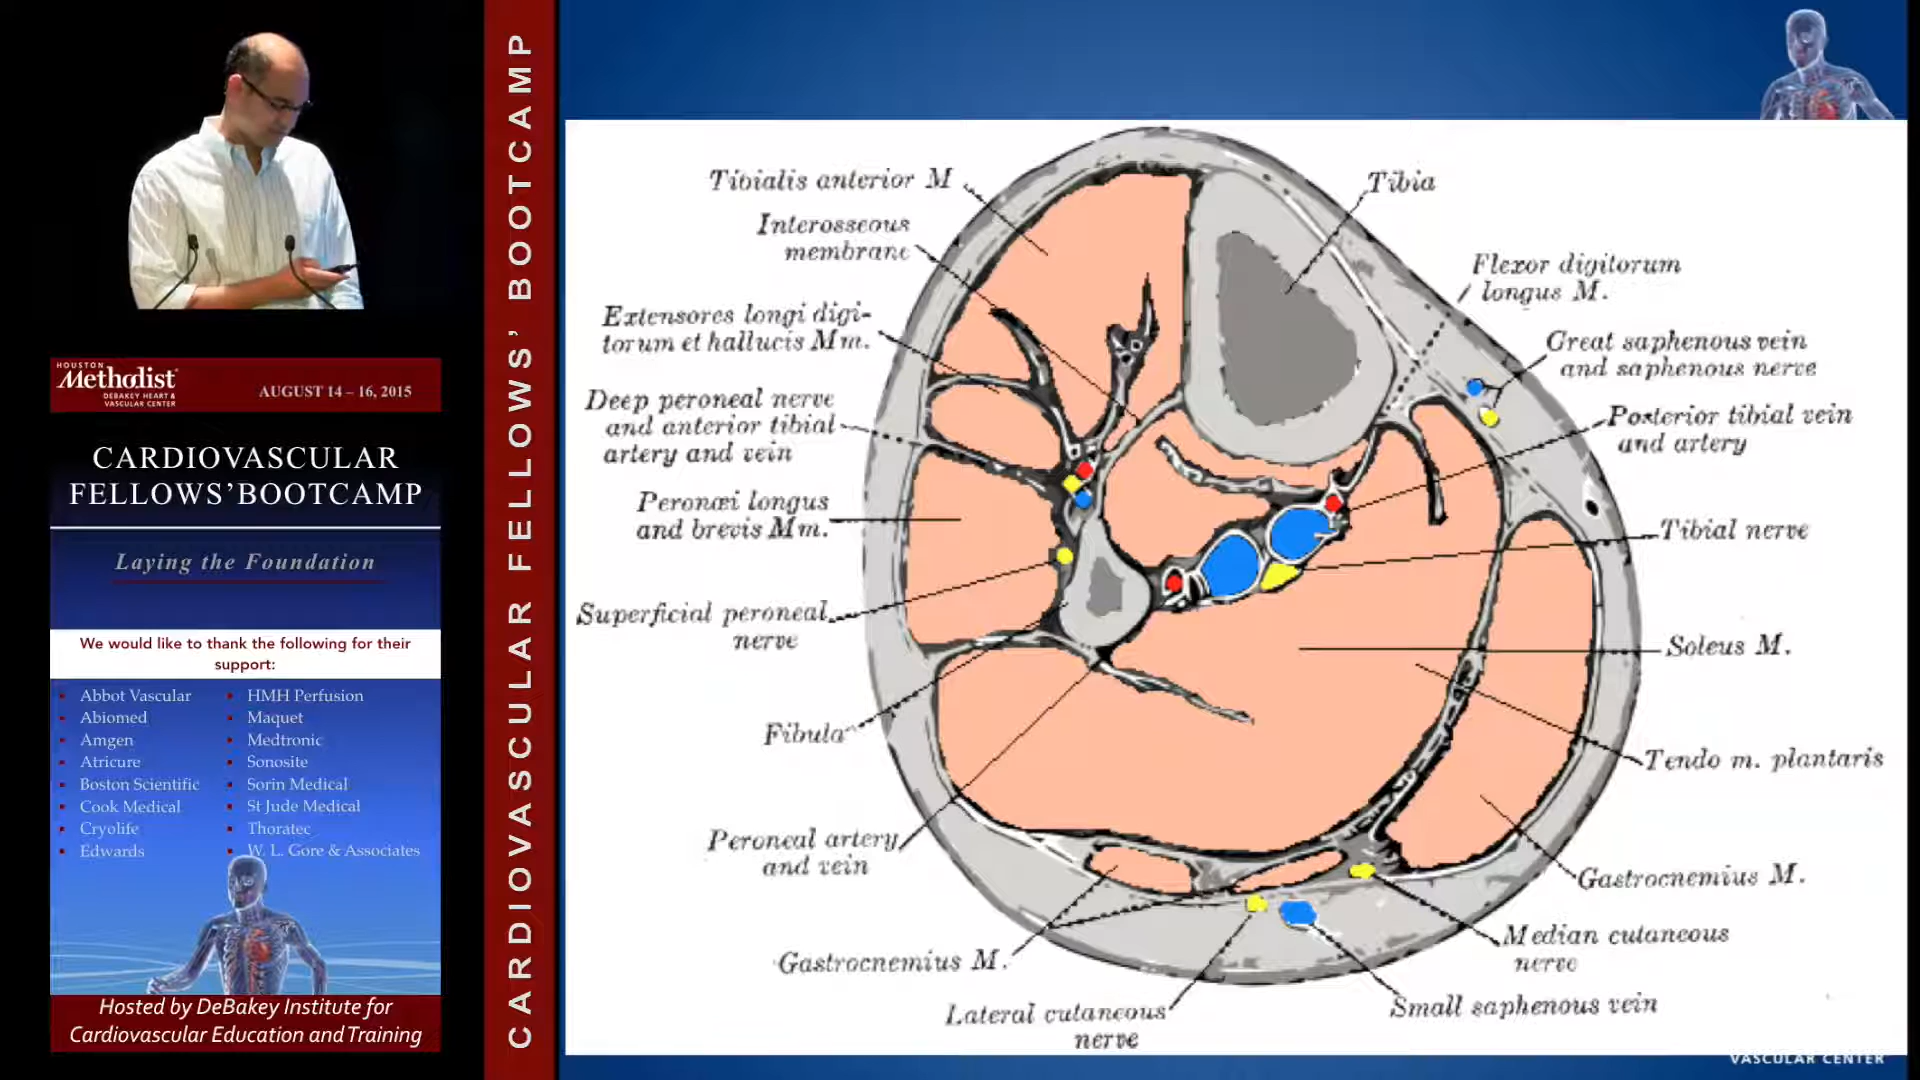 HOUSTON
Methodist
DEBAKEY HEART &
VASCULAR CENTER
AUGUST 14 – 16, 2015
CARDIOVASCULAR
FELLOWS’BOOTCAMP
Laying the Foundation
We would like to thank the following for their
support:
Abbot Vascular
Abiomed
Amgen
Atricure
Boston Scientific
Cook Medical
Cryolife
Edwards
HMH Perfusion
Maquet
Medtronic
Sonosite
Sorin Medical
St Jude Medical
Thoratec
W. L. Gore & Associates
Hosted by DeBakey Institute for
Cardiovascular Education and Training
CARDIOVASCULAR FELLOWS’ BOOTCAMP
Tibialis anterior M
Interosseous
membrane
Extensores longi digi-
torum et hallucis Mm.
Deep peroneal nerve
and anterior tibial
artery and vein
Peronæi longus
and brevis Mm.
Superficial peroneal
nerve
Fibula
Peroneal artery
and vein
Gastrocnemius M.
Lateral cutaneous
nerve
Tibia
Flexor digitorum
longus M.
Great saphenous vein
and saphenous nerve
Posterior tibial vein
and artery
Tibial nerve
Soleus M.
Tendo m. plantaris
Gastrocnemius M.
Median cutaneous
nerve
Small saphenous vein
VASCULAR CENTER